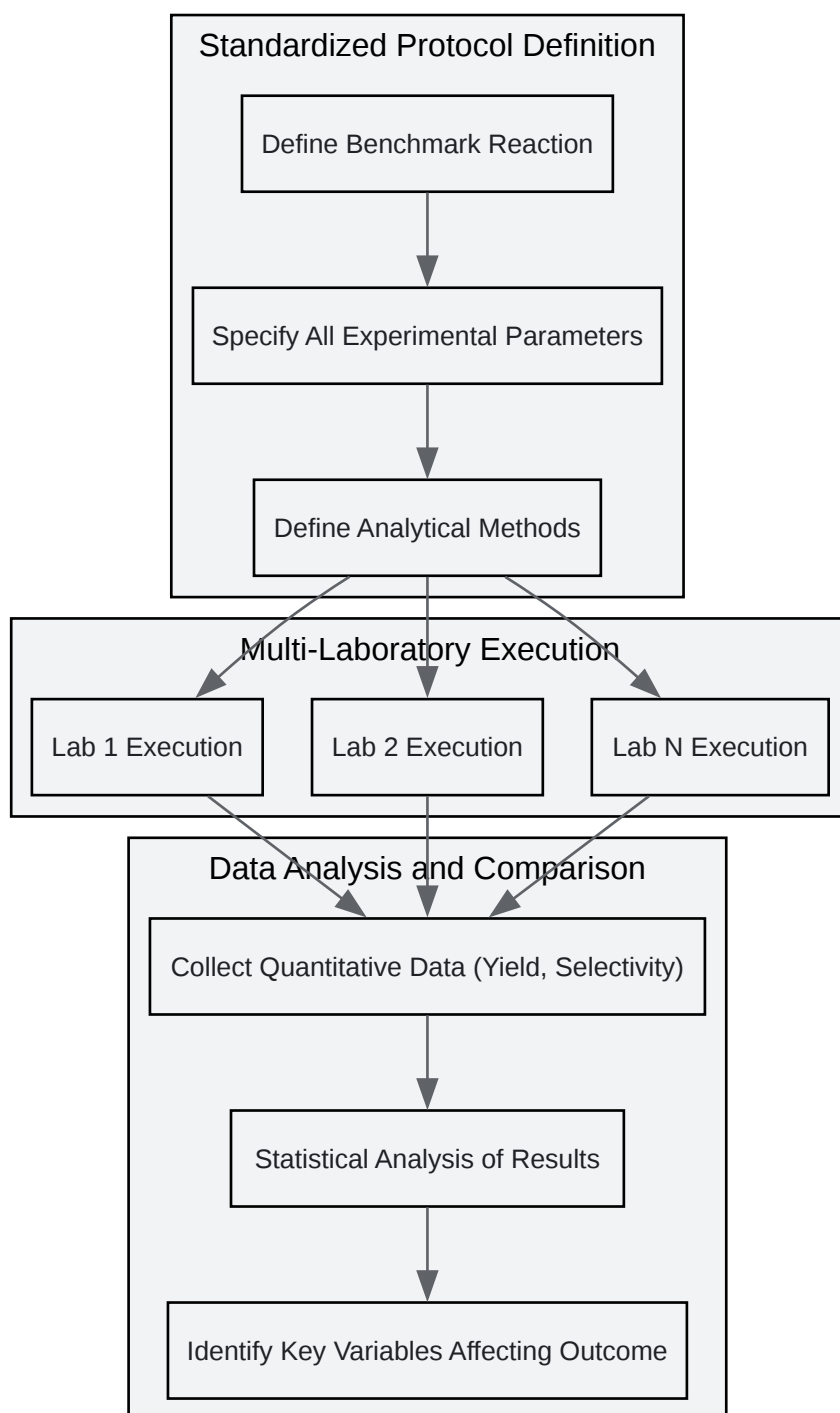 Standardized Protocol Definition
Define Benchmark Reaction
Specify All Experimental Parameters
Define Analytical Methods
Multi-Laboratory Execution
Lab 1 Execution
Lab 2 Execution
Lab N Execution
Data Analysis and Comparison
Collect Quantitative Data (Yield, Selectivity)
Statistical Analysis of Results
Identify Key Variables Affecting Outcome